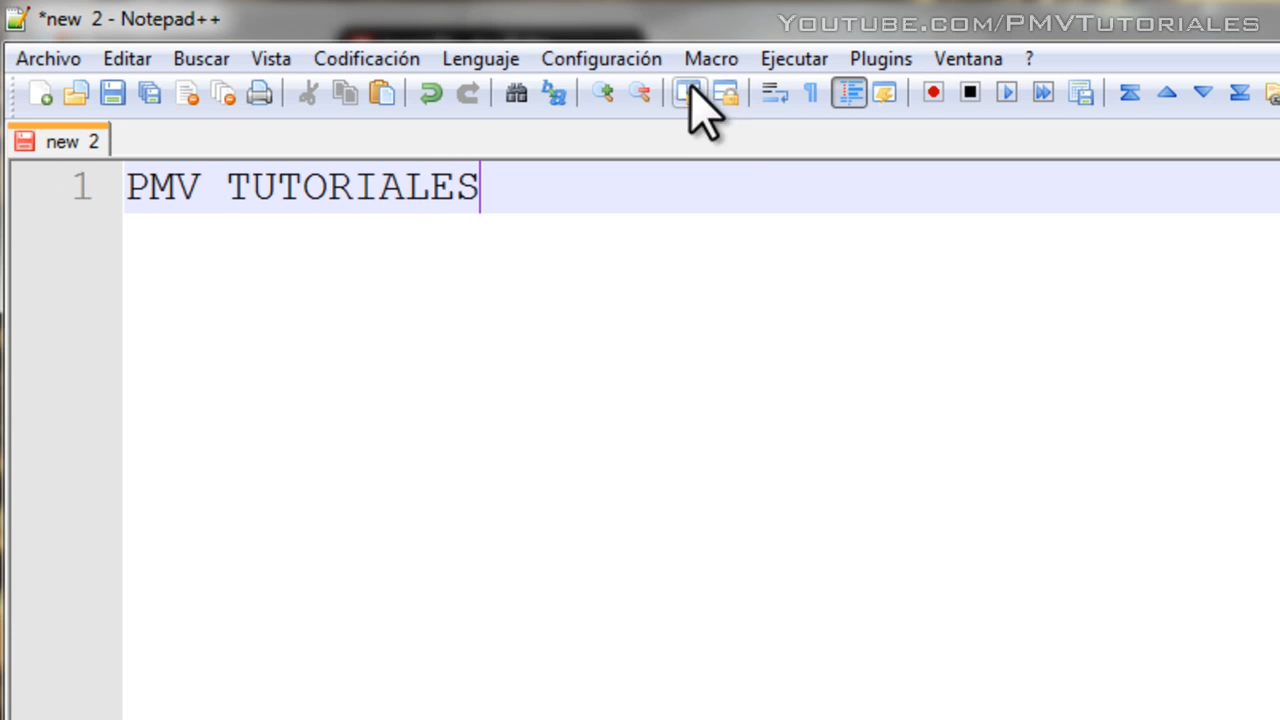 *new 2 - Notepad++
YOUTUBE.COM/PMVTUTORIALES
Archivo Editar Buscar Vista Codificación Lenguaje Configuración Macro Ejecutar Plugins Ventana ?
new 2
1 PMV TUTORIALES